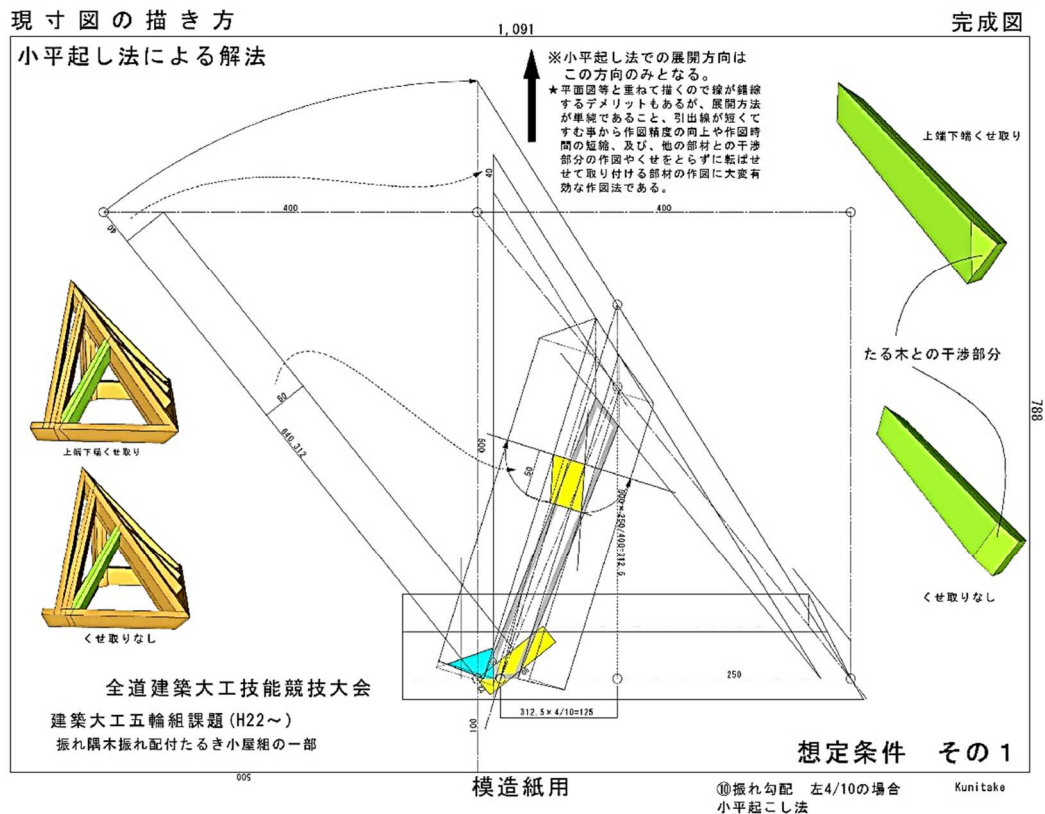 現寸図の描き方
完成図
1,091
小平起し法による解法
※小平起し法での展開方向は
この方向のみとなる。
★平面図等と重ねて描くので線が錯綜
するデメリットもあるが、展開方法
が単純であること、引出線が短くて
すむ事から作図精度の向上や作図時
間の短縮、及び、他の部材との干渉
部分の作図やくせをとらずに転ばせ
せて取り付ける部材の作図に大変有
効な作図法である。
上端下端くせ取り
40
400
400
40
たる木との干渉部分
788
60
640.312
500
50
500×250/400=312.5
上端下端くせ取り
くせ取りなし
くせ取りなし
250
312.5×4/10=125
100
全道建築大工技能競技大会
建築大工五輪組課題(H22〜)
振れ隅木振れ配付たるき小屋組の一部
想定条件 その1
500
模造紙用
⑩振れ勾配 左4/10の場合
小平起こし法
Kunitake